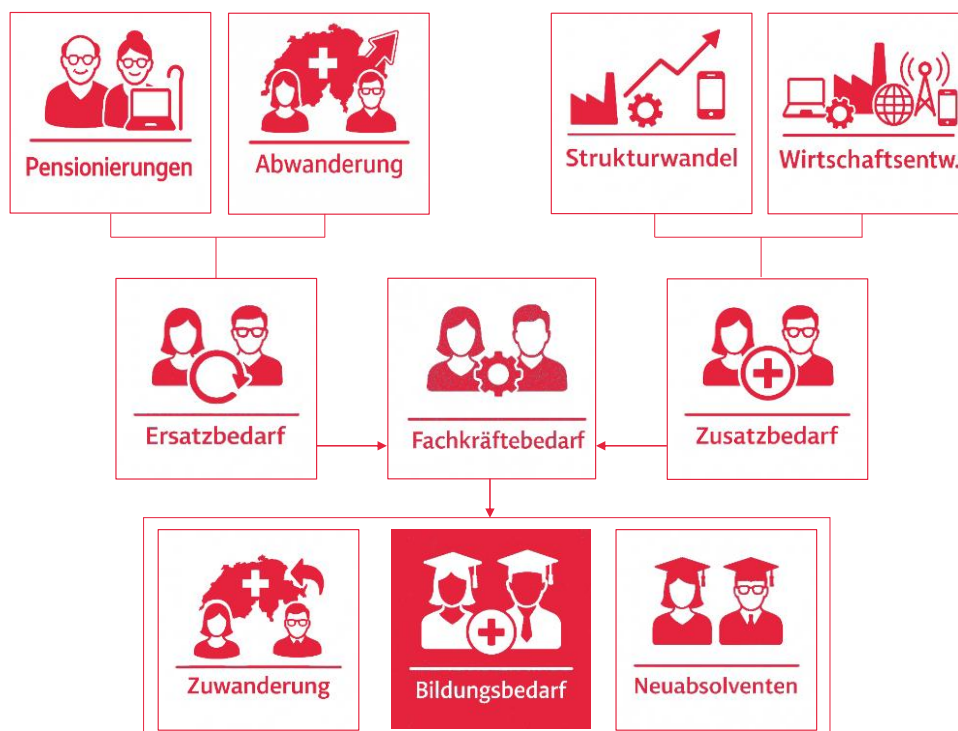 Pensionierungen
Abwanderung
Strukturwandel
Wirtschaftsentw.
Ersatzbedarf
Fachkräftebedarf
Zusatzbedarf
Zuwanderung
Bildungsbedarf
Neuabsolventen